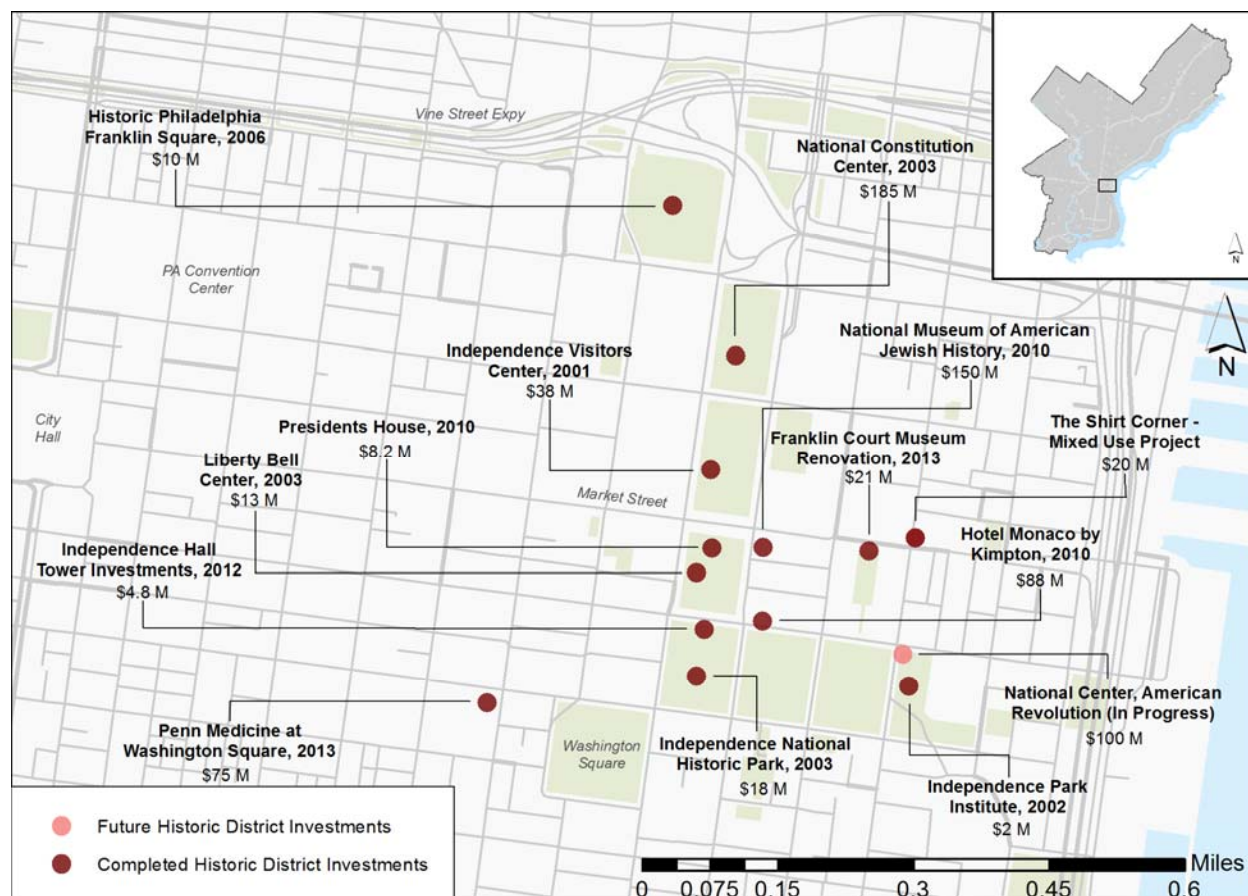 Historic Philadelphia
Franklin Square, 2006
$10 M
Vine Street Expy
National Constitution
Center, 2003
$185 M
N
PA Convention
Center
N
Independence Visitors
Center, 2001
$38 M
National Museum of American
Jewish History, 2010
$150 M
City
Hall
Presidents House, 2010
$8.2 M
Franklin Court Museum
Renovation, 2013
$21 M
The Shirt Corner -
Mixed Use Project
$20 M
Liberty Bell
Center, 2003
$13 M
Market Street
Independence Hall
Tower Investments, 2012
$4.8 M
Hotel Monaco by
Kimpton, 2010
$88 M
Penn Medicine at
Washington Square, 2013
$75 M
Washington
Square
Independence National
Historic Park, 2003
$18 M
National Center, American
Revolution (In Progress)
$100 M
Independence Park
Institute, 2002
$2 M
Future Historic District Investments
Completed Historic District Investments
Miles
0 0.075 0.15 0.3 0.45 0.6